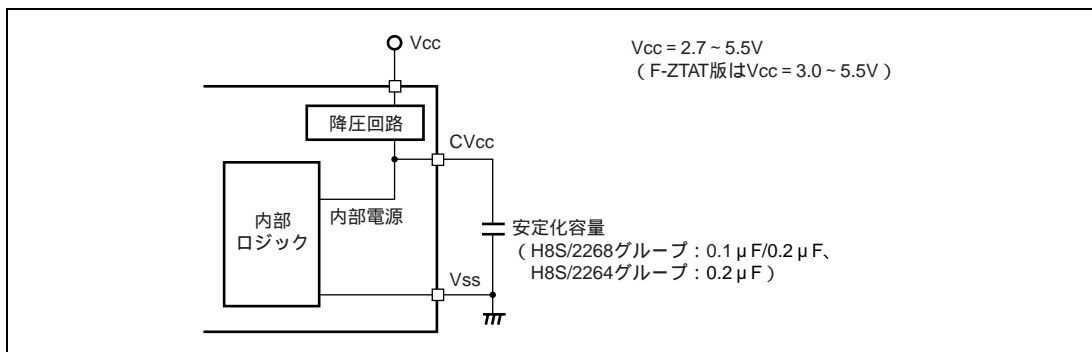 Vcc
Vcc = 2.7～5.5V
（F-ZTAT版はVcc = 3.0～5.5V）
降圧回路
CVcc
内部電源
内部
ロジック
安定化容量
（H8S/2268グループ：0.1μF/0.2μF、
H8S/2264グループ：0.2μF）
Vss